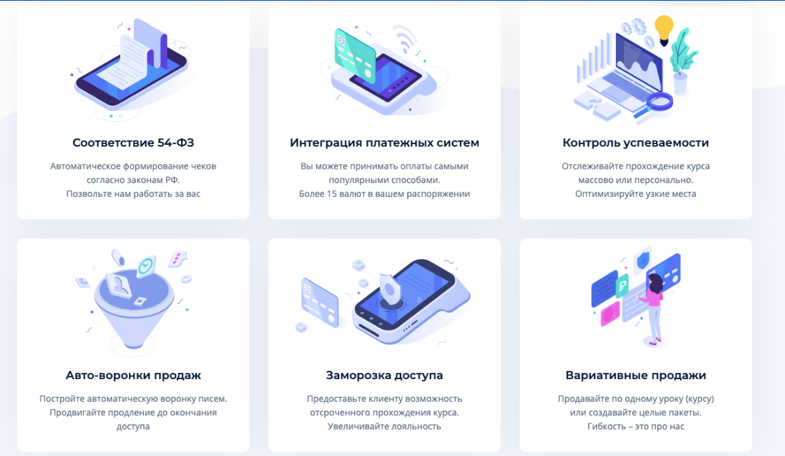 Соответствие 54-ФЗ
Автоматическое формирование чеков
согласно законам РФ.
Позвольте нам работать за вас
Интеграция платежных систем
Вы можете принимать оплаты самыми
популярными способами.
Более 15 валют в вашем распоряжении
Контроль успеваемости
Отслеживайте прохождение курса
массово или персонально.
Оптимизируйте узкие места
Авто-воронки продаж
Постройте автоматическую воронку писем.
Продвигайте продление до окончания
доступа
Заморозка доступа
Предоставьте клиенту возможность
отсроченного прохождения курса.
Увеличивайте лояльность
Вариативные продажи
Продавайте по одному уроку (курсу)
или создавайте целые пакеты.
Гибкость – это про нас